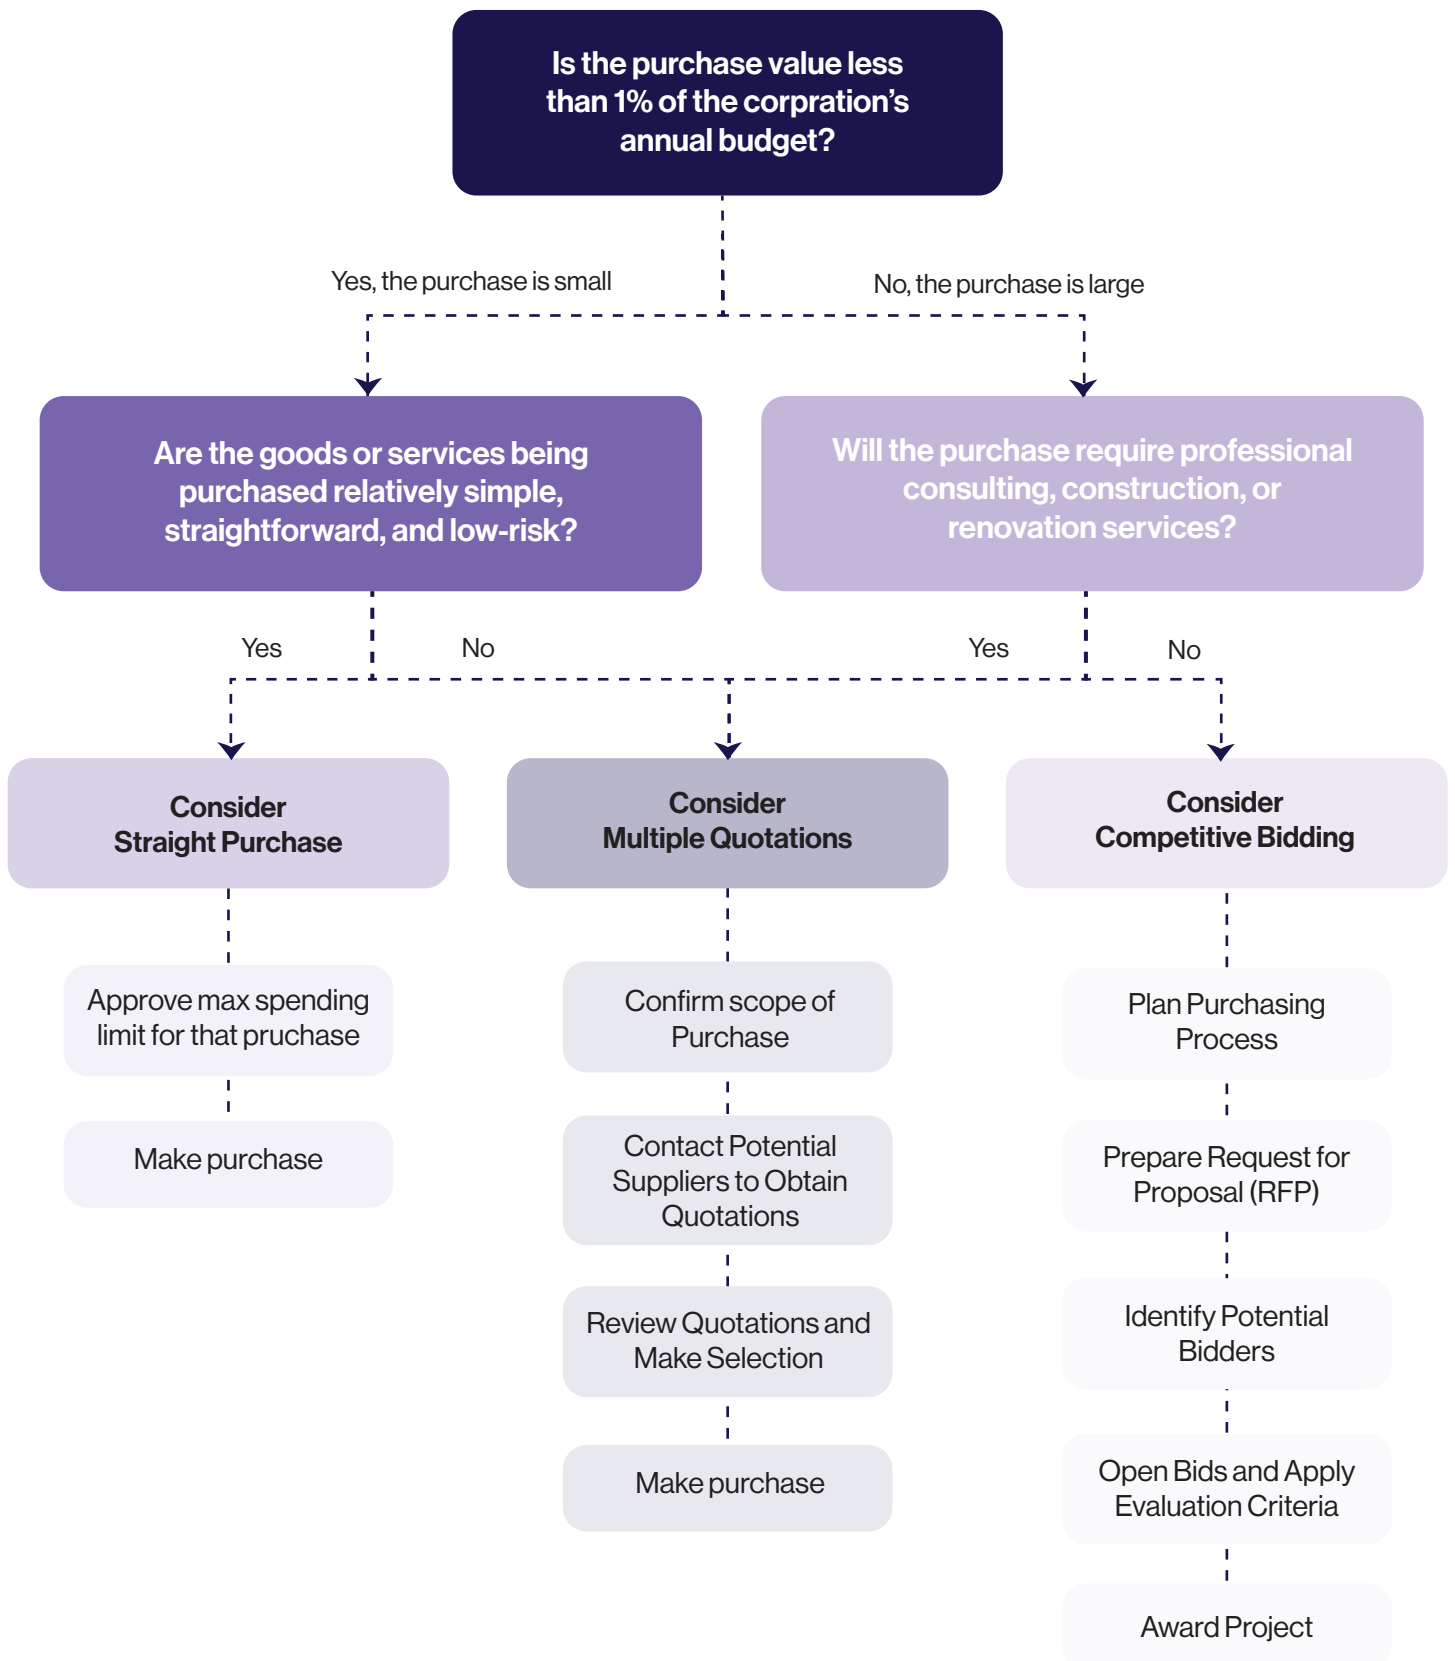 Is the purchase value less
than 1% of the corpration’s
annual budget?
Yes, the purchase is small
No, the purchase is large
Are the goods or services being
purchased relatively simple,
straightforward, and low-risk?
Will the purchase require professional
consulting, construction, or
renovation services?
Yes
No
Yes
No
Consider
Straight Purchase
Consider
Multiple Quotations
Consider
Competitive Bidding
Approve max spending
limit for that pruchase
Make purchase
Confirm scope of
Purchase
Contact Potential
Suppliers to Obtain
Quotations
Review Quotations and
Make Selection
Make purchase
Plan Purchasing
Process
Prepare Request for
Proposal (RFP)
Identify Potential
Bidders
Open Bids and Apply
Evaluation Criteria
Award Project